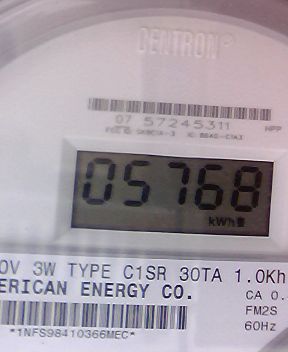 CENTRON®
07 57245311
05768
kWh
0V 3W TYPE C1SR 30TA 1.0Kh
ERICAN ENERGY CO.
CA 0.
FM2S
60Hz
*1NFS98410366MEC*